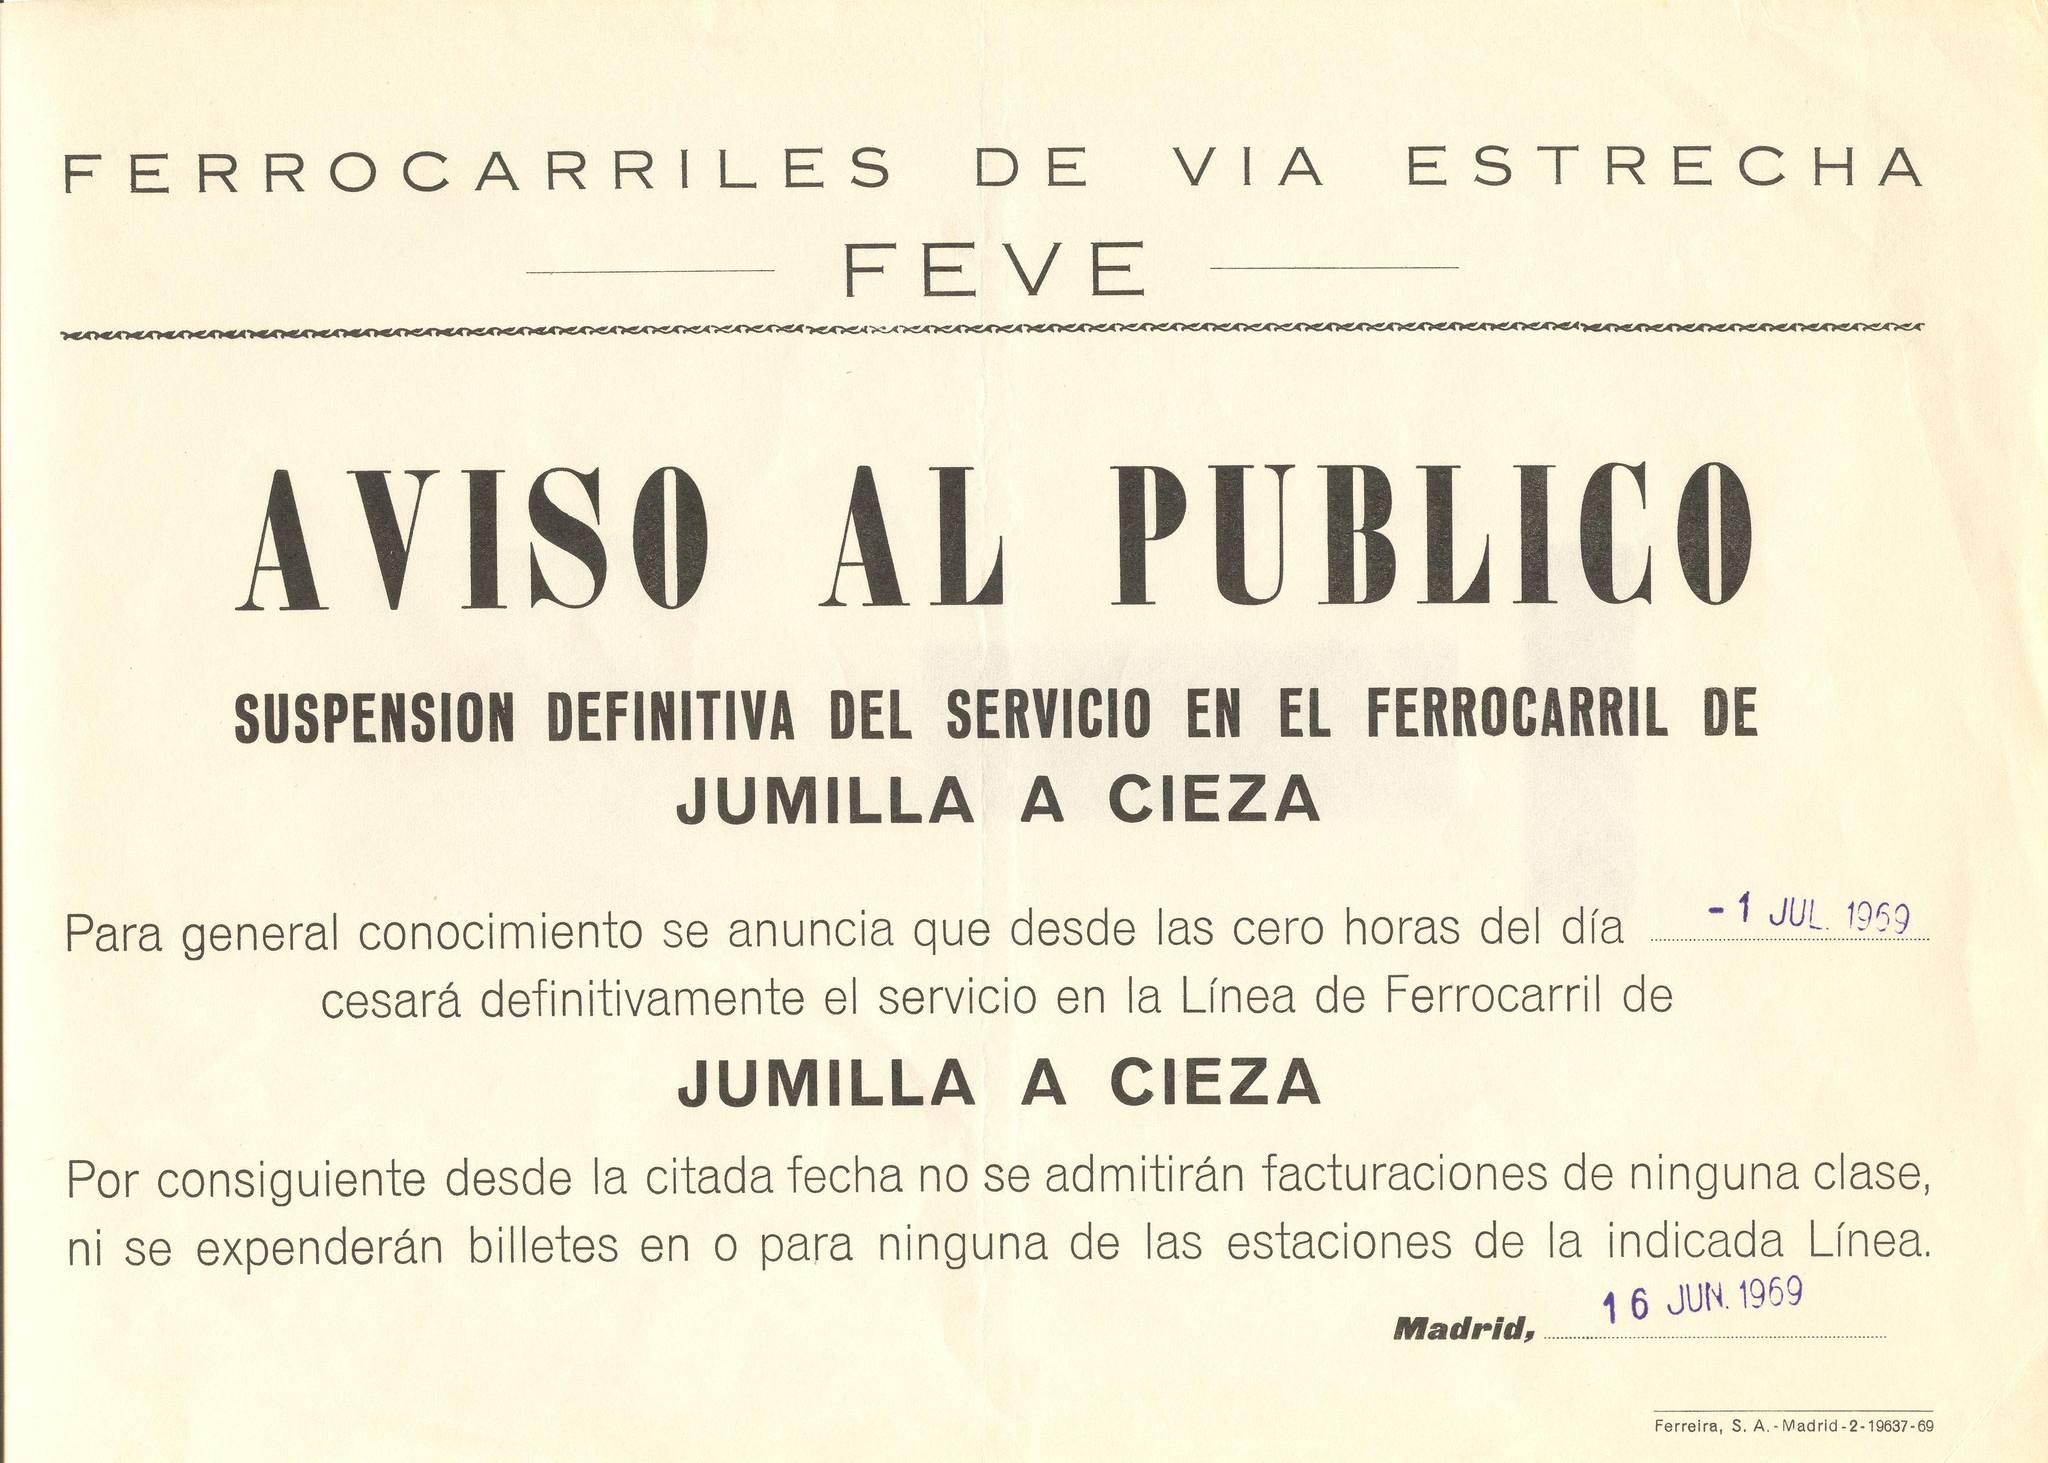 FERROCARRILES DE VIA ESTRECHA
FEVE
AVISO AL PUBLICO
SUSPENSION DEFINITIVA DEL SERVICIO EN EL FERROCARRIL DE
JUMILLA A CIEZA
Para general conocimiento se anuncia que desde las cero horas del día -1 JUL. 1969
cesará definitivamente el servicio en la Línea de Ferrocarril de
JUMILLA A CIEZA
Por consiguiente desde la citada fecha no se admitirán facturaciones de ninguna clase,
ni se expenderán billetes en o para ninguna de las estaciones de la indicada Línea.
Madrid, 16 JUN. 1969
Ferreira, S. A. - Madrid - 2 - 19637-69